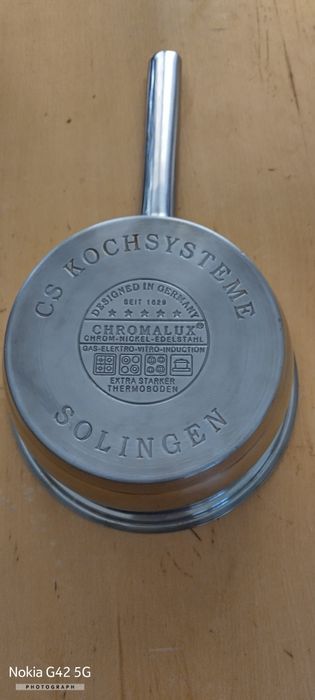 CS KOCHSYSTEME
DESIGNED IN GERMANY
SEIT 1829
CHROMALUX®
CHROM-NICKEL-EDELSTAHL
GAS-ELEKTRO-VITRO-INDUCTION
EXTRA STARKER
THERMOBODEN
SOLINGEN
Nokia G42 5G
PHOTOGRAPH